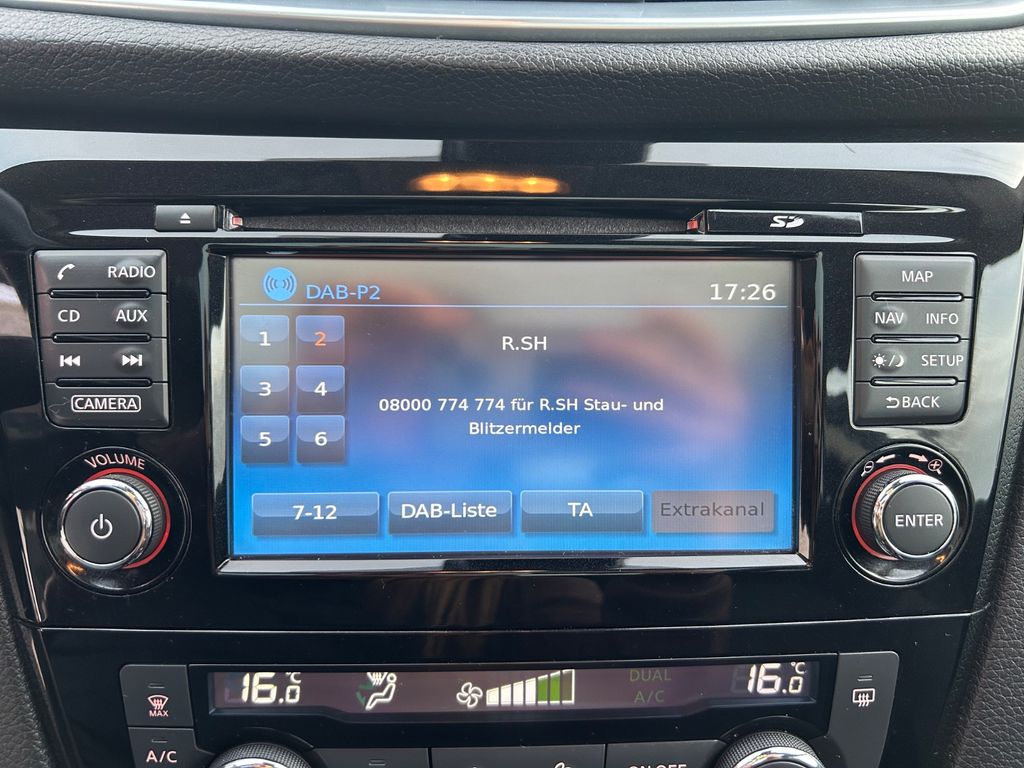 SD
RADIO
CD AUX
CAMERA
VOLUME
DAB-P2 17:26
1 2
3 4
5 6
R.SH
08000 774 774 für R.SH Stau- und
Blitzermelder
7-12 DAB-Liste TA Extrakanal
MAP
NAV INFO
SETUP
BACK
ENTER
MAX
A/C
16.0°C
DUAL
A/C
16.0°C
ON·OFF